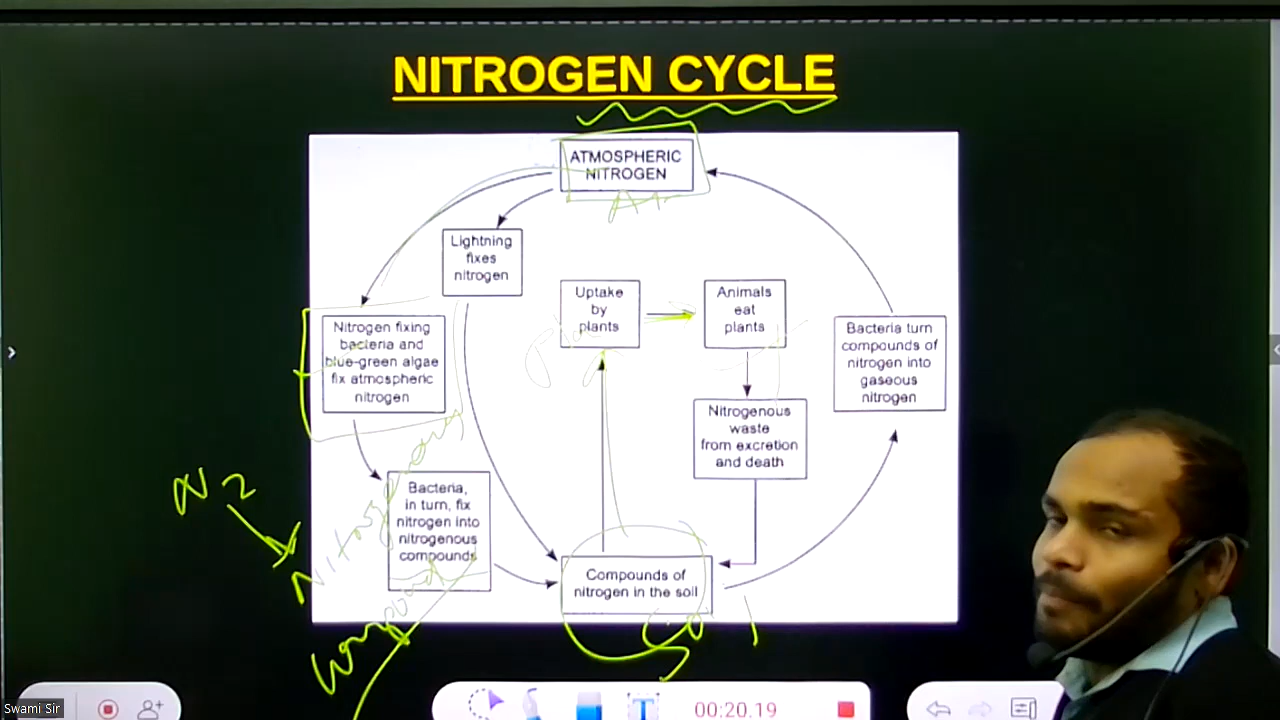 NITROGEN CYCLE
ATMOSPHERIC
NITROGEN
Lightning
fixes
nitrogen
Uptake
by
plants
Animals
eat
plants
Nitrogen fixing
bacteria and
blue-green algae
fix atmospheric
nitrogen
Bacteria turn
compounds of
nitrogen into
gaseous
nitrogen
Nitrogenous
waste
from excretion
and death
N2
Nitrogenous
Compound
Bacteria,
in turn, fix
nitrogen into
nitrogenous
compounds
Compounds of
nitrogen in the soil
Soil
Swami Sir
00:20.19